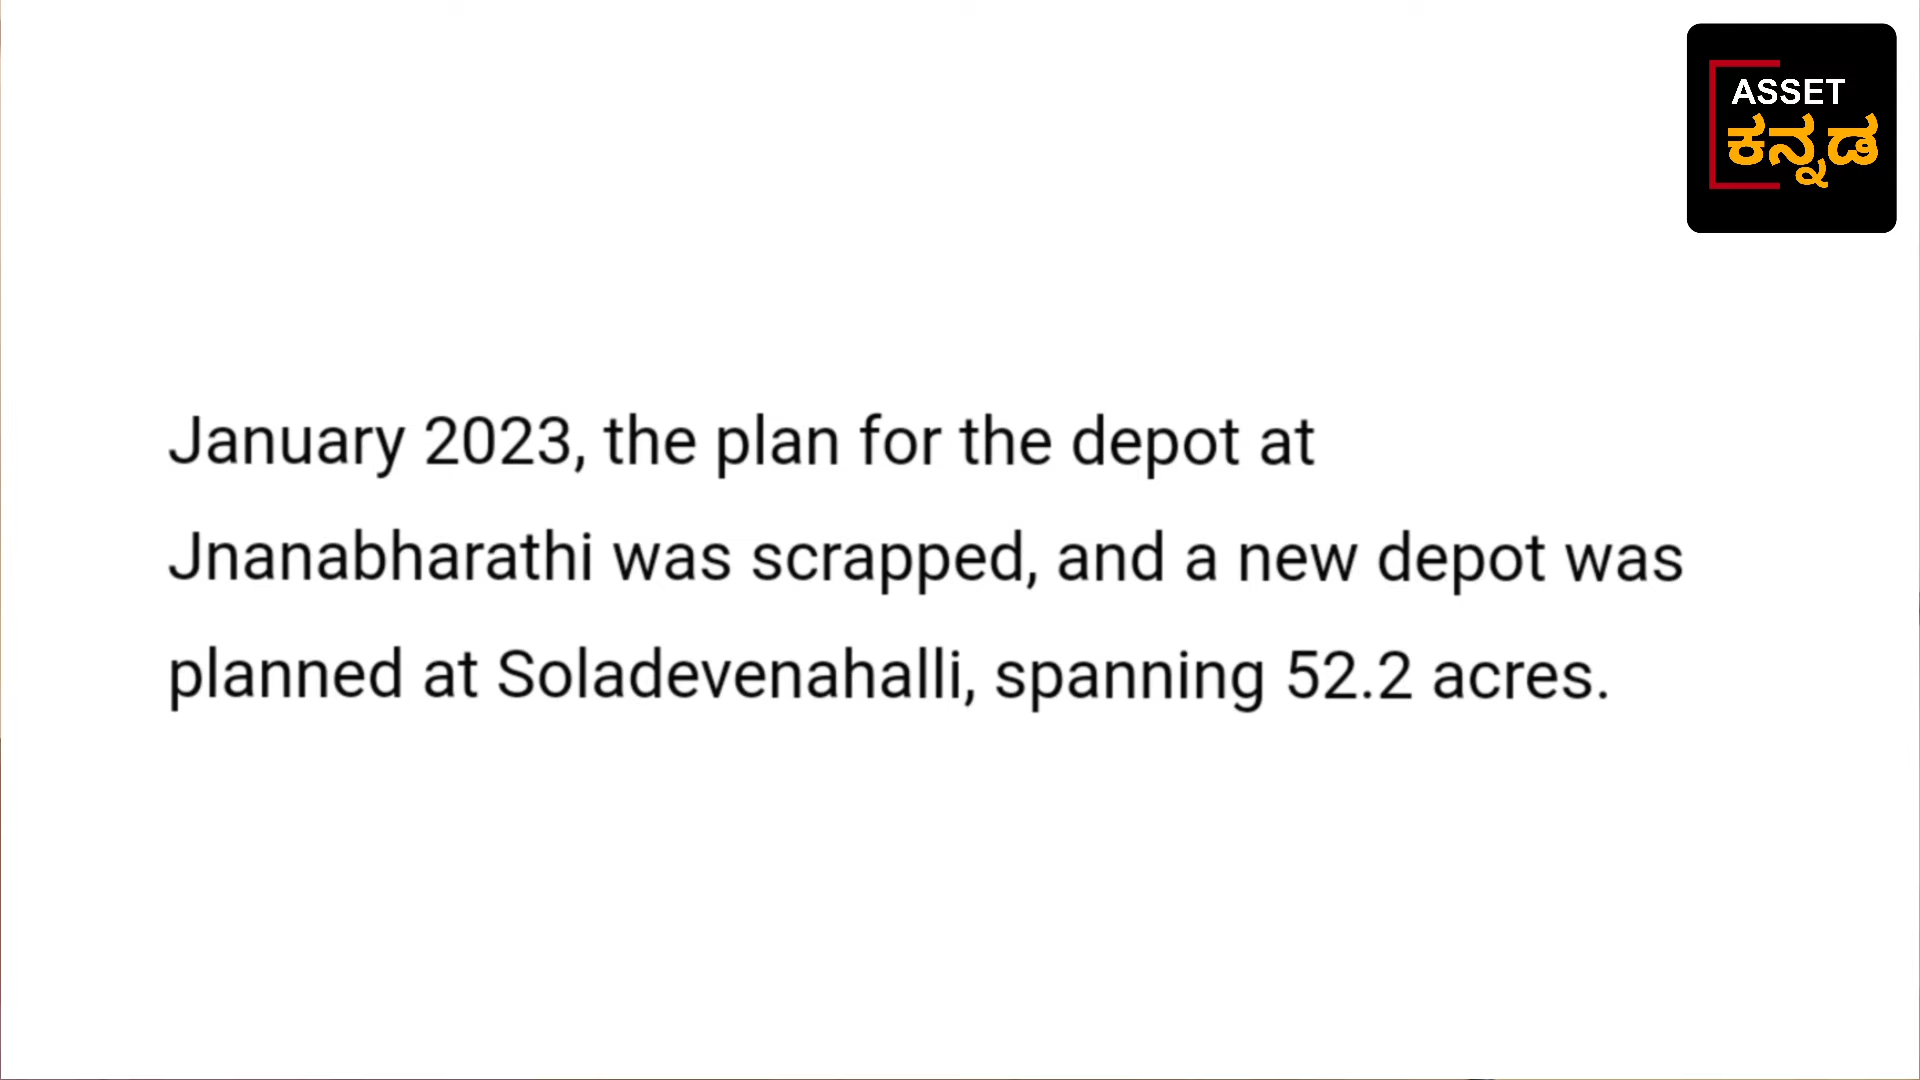 ASSET
ಕನ್ನಡ
January 2023, the plan for the depot at
Jnanabharathi was scrapped, and a new depot was
planned at Soladevenahalli, spanning 52.2 acres.